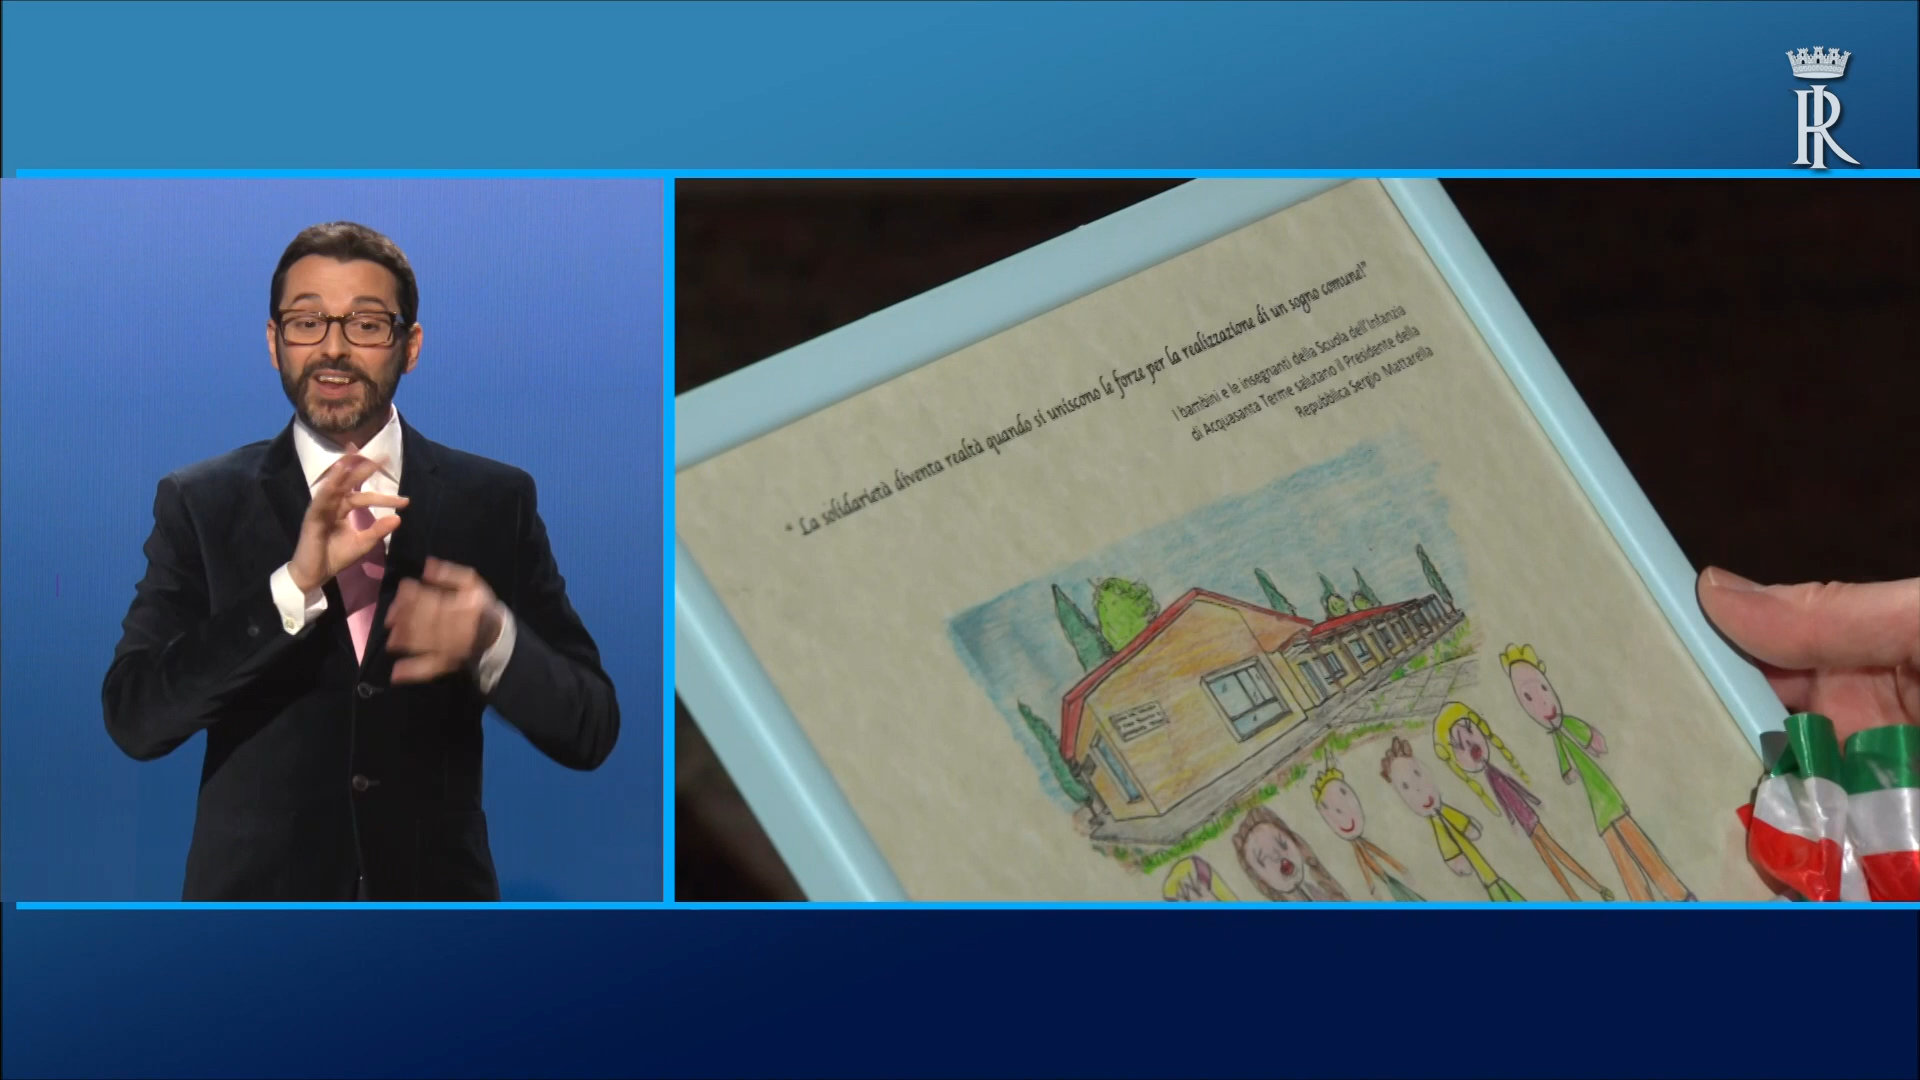 “ La solidarietà diventa realtà quando si uniscono le forze per la realizzazione di un sogno comune!”
I bambini e le insegnanti della Scuola dell'Infanzia
di Acquasanta Terme salutano il Presidente della
Repubblica Sergio Mattarella